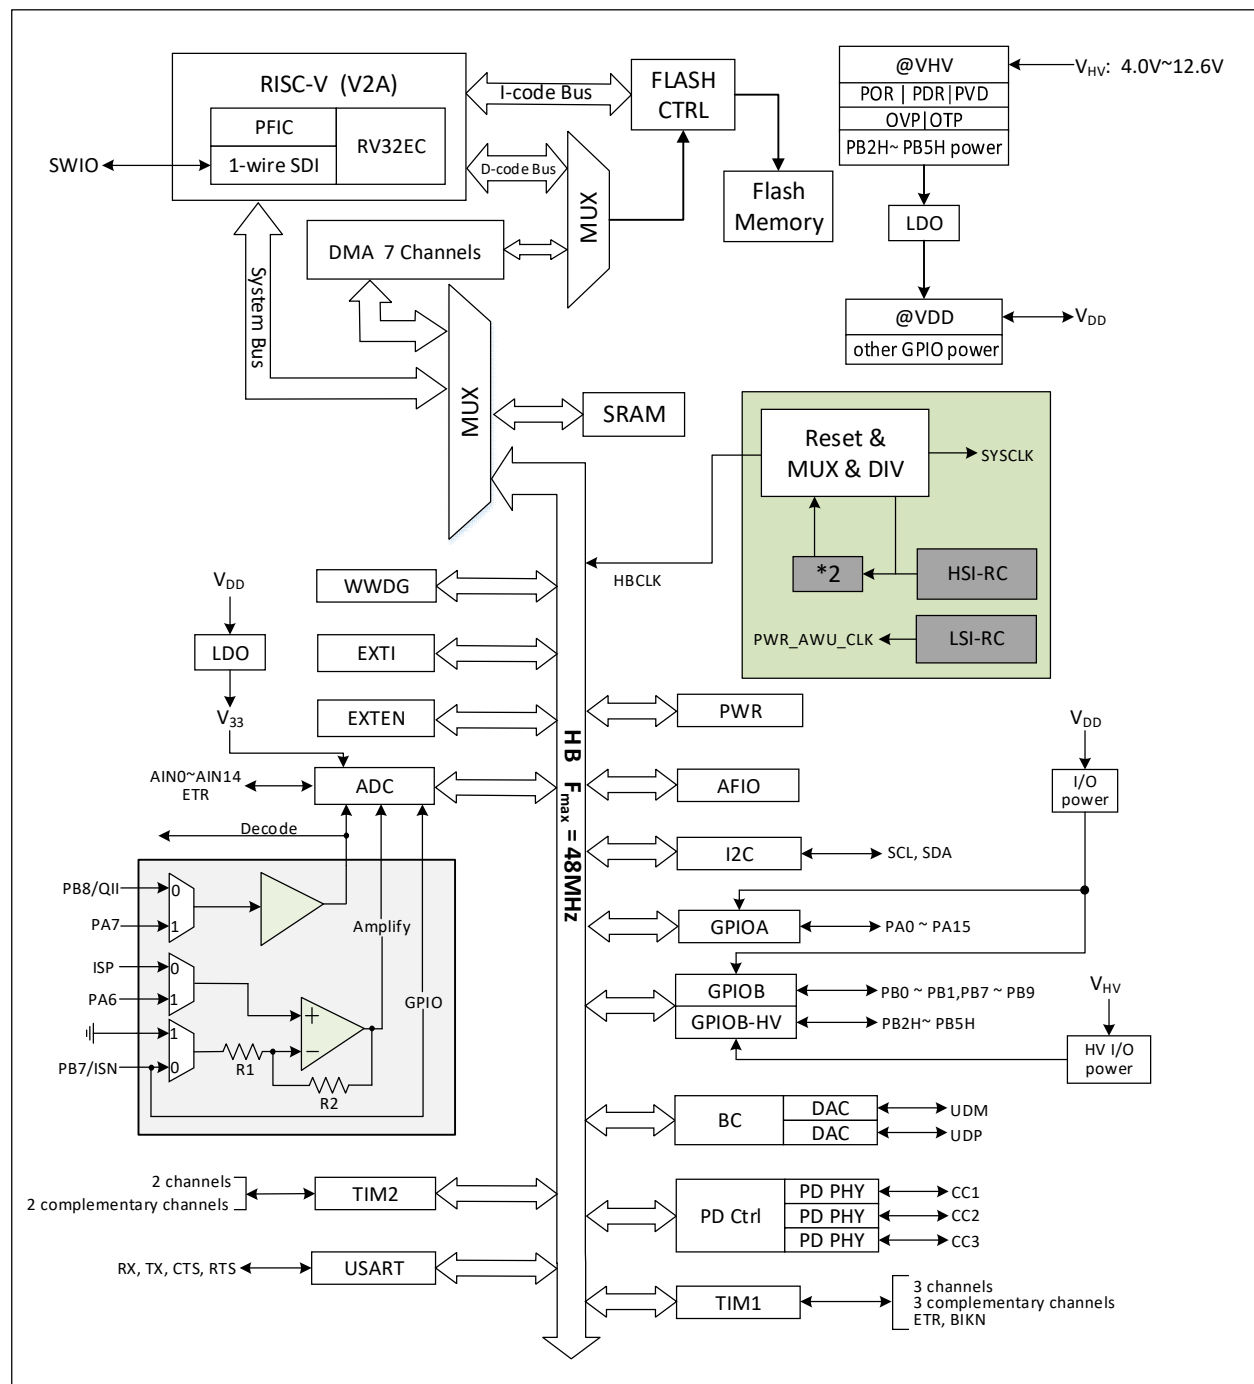 RISC-V (V2A)
PFIC
1-wire SDI
RV32EC
SWIO
I-code Bus
D-code Bus
FLASH
CTRL
Flash
Memory
MUX
DMA 7 Channels
System Bus
MUX
SRAM
@VHV
POR | PDR|PVD
OVP|OTP
PB2H~ PB5H power
VHV: 4.0V~12.6V
LDO
@VDD
other GPIO power
VDD
Reset &
MUX & DIV
SYSCLK
*2
HSI-RC
PWR_AWU_CLK
LSI-RC
HBCLK
WWDG
EXTI
EXTEN
VDD
LDO
V33
AIN0~AIN14
ETR
ADC
Decode
PB8/QII
PA7
0
1
ISP
PA6
0
1
1
PB7/ISN
0
R1
R2
+
−
Amplify
GPIO
HB Fmax = 48MHz
PWR
AFIO
I2C
SCL, SDA
VDD
I/O
power
GPIOA
PA0 ~ PA15
GPIOB
PB0 ~ PB1,PB7 ~ PB9
GPIOB-HV
PB2H~ PB5H
VHV
HV I/O
power
BC
DAC
UDM
DAC
UDP
2 channels
2 complementary channels
TIM2
PD Ctrl
PD PHY
CC1
PD PHY
CC2
PD PHY
CC3
RX, TX, CTS, RTS
USART
TIM1
3 channels
3 complementary channels
ETR, BIKN